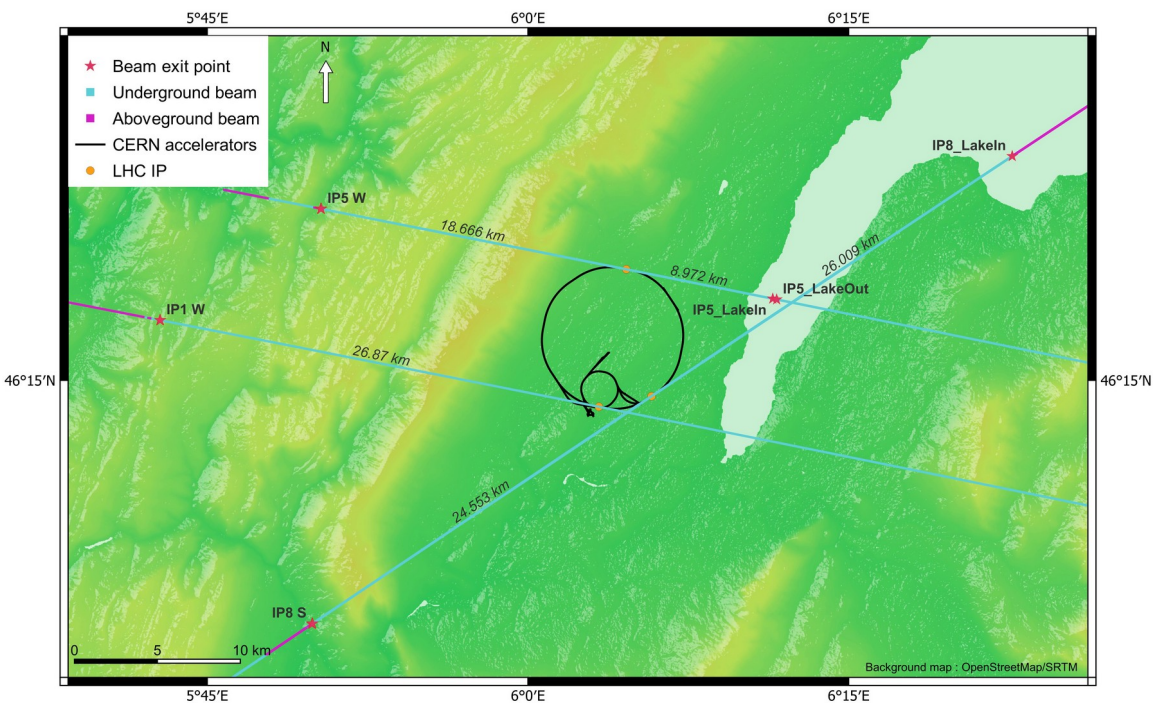 5°45′E
6°0′E
6°15′E
N
Beam exit point
Underground beam
Aboveground beam
CERN accelerators
LHC IP
IP8_LakeIn
IP5 W
18.666 km
26.009 km
8.972 km
IP5_LakeOut
IP5_LakeIn
IP1 W
26.87 km
46°15′N
46°15′N
24.553 km
IP8 S
0
5
10 km
Background map : OpenStreetMap/SRTM
5°45′E
6°0′E
6°15′E